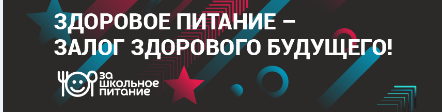 ЗДОРОВОЕ ПИТАНИЕ –
ЗАЛОГ ЗДОРОВОГО БУДУЩЕГО!
за
ШКОЛЬНОЕ
ПИТАНИЕ